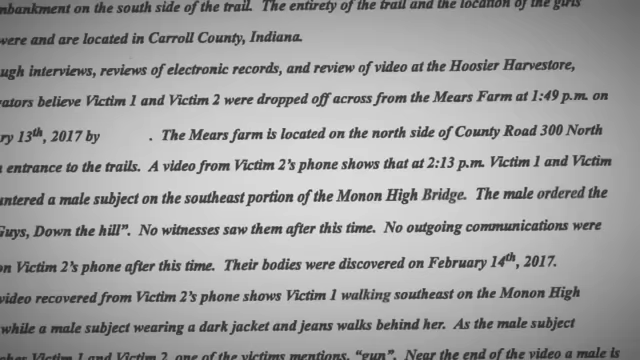 nbankment on the south side of the trail. The entirety of the trail and the location of the girls
were and are located in Carroll County, Indiana.
ugh interviews, reviews of electronic records, and review of video at the Hoosier Harvestore,
ators believe Victim 1 and Victim 2 were dropped off across from the Mears Farm at 1:49 p.m. on
ry 13th, 2017 by . The Mears farm is located on the north side of County Road 300 North
entrance to the trails. A video from Victim 2's phone shows that at 2:13 p.m. Victim 1 and Victim
untered a male subject on the southeast portion of the Monon High Bridge. The male ordered the
Guys, Down the hill". No witnesses saw them after this time. No outgoing communications were
on Victim 2's phone after this time. Their bodies were discovered on February 14th, 2017.
video recovered from Victim 2's phone shows Victim 1 walking southeast on the Monon High
while a male subject wearing a dark jacket and jeans walks behind her. As the male subject
Victim 1 and Victim 2, one of the victims mentions, "gun". Near the end of the video a male is